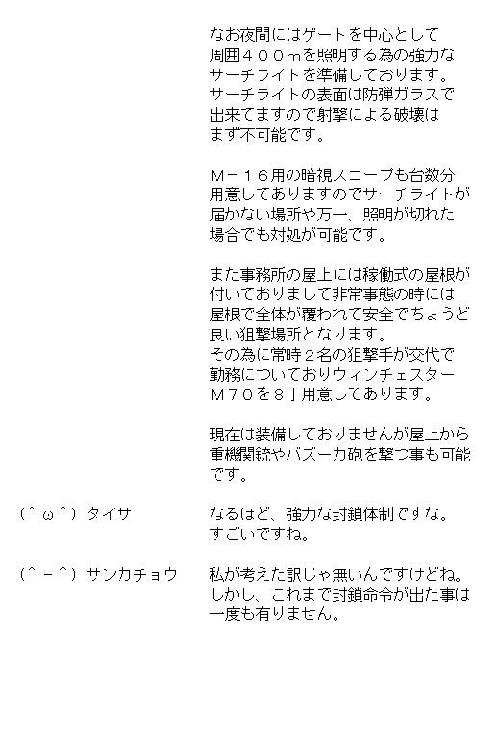 なお夜間にはゲートを中心として
周囲４００ｍを照明する為の強力な
サーチライトを準備しております。
サーチライトの表面は防弾ガラスで
出来てますので射撃による破壊は
まず不可能です。
Ｍ－１６用の暗視スコープも台数分
用意してありますのでサーチライトが
届かない場所や万一、照明が切れた
場合でも対処が可能です。
また事務所の屋上には稼働式の屋根が
付いておりまして非常事態の時には
屋根で全体が覆われて安全でちょうど
良い狙撃場所となります。
その為に常時２名の狙撃手が交代で
勤務についておりウィンチェスター
Ｍ７０を８丁用意してあります。
現在は装備しておりませんが屋上から
重機関銃やバズーカ砲を撃つ事も可能
です。
（＾ω＾）タイサ　なるほど、強力な封鎖体制ですな。
すごいですね。
（＾－＾）サンカチョウ　私が考えた訳じゃ無いんですけどね。
しかし、これまで封鎖命令が出た事は
一度も有りません。